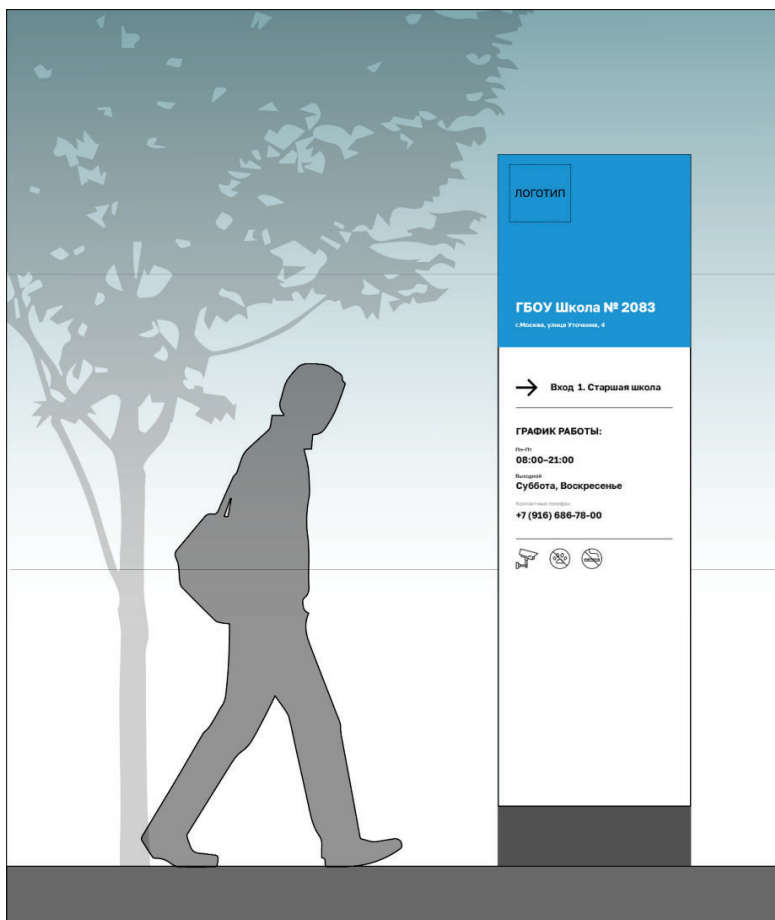 ЛОГОТИП
ГБОУ Школа № 2083
г.Москва, улица Уточкина, 4
Вход 1. Старшая школа
ГРАФИК РАБОТЫ:
Пн–Пт
08:00–21:00
Выходной
Суббота, Воскресенье
Контактный телефон
+7 (916) 686-78-00